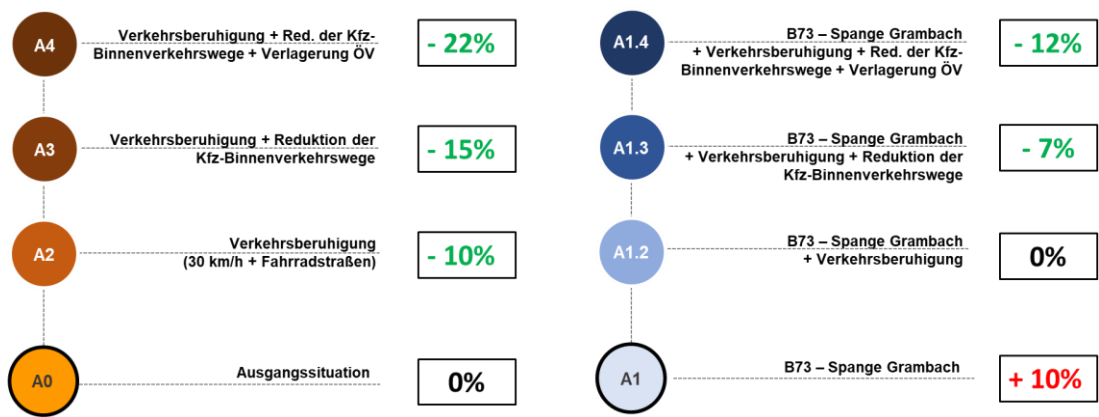 A4
Verkehrsberuhigung + Red. der Kfz-
Binnenverkehrswege + Verlagerung ÖV
- 22%
A3
Verkehrsberuhigung + Reduktion der
Kfz-Binnenverkehrswege
- 15%
A2
Verkehrsberuhigung
(30 km/h + Fahrradstraßen)
- 10%
A0
Ausgangssituation
0%
A1.4
B73 – Spange Grambach
+ Verkehrsberuhigung + Red. der Kfz-
Binnenverkehrswege + Verlagerung ÖV
- 12%
A1.3
B73 – Spange Grambach
+ Verkehrsberuhigung + Reduktion der
Kfz-Binnenverkehrswege
- 7%
A1.2
B73 – Spange Grambach
+ Verkehrsberuhigung
0%
A1
B73 – Spange Grambach
+ 10%